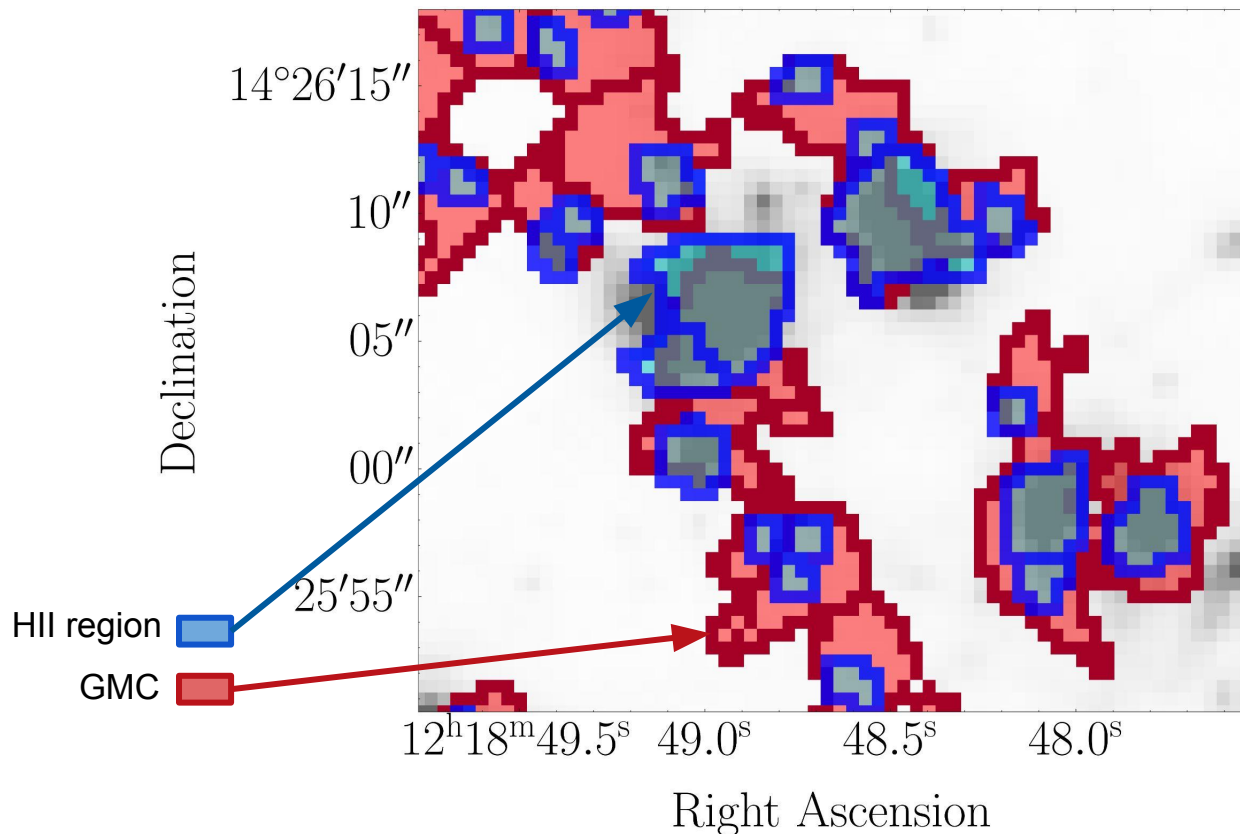 14°26′15″
10″
05″
00″
25′55″
Declination
HII region
GMC
12ʰ18ᵐ49.5ˢ 49.0ˢ 48.5ˢ 48.0ˢ
Right Ascension